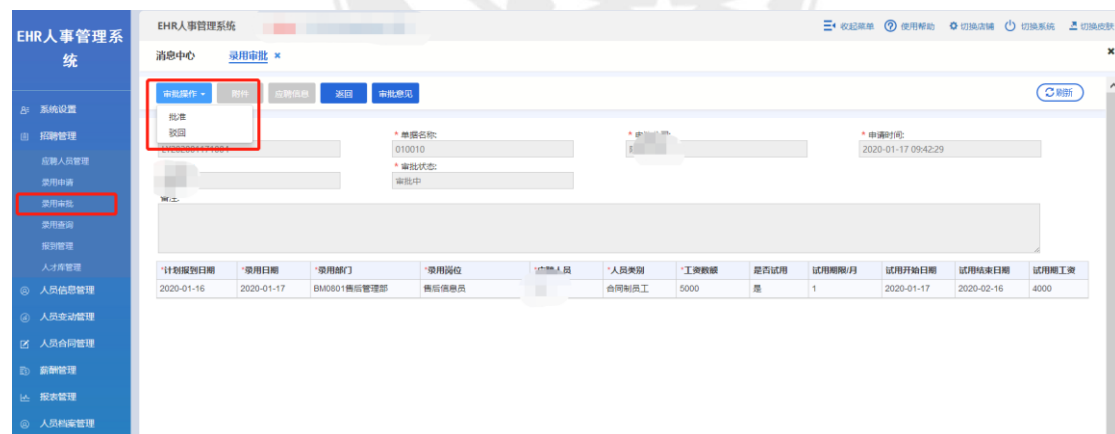 EHR人事管理系统
EHR人事管理系统
收起菜单 使用帮助 切换店铺 切换系统 切换皮肤
消息中心 录用审批 ×
审批操作 附件 应聘信息 返回 审批意见 刷新
批准
驳回
系统设置
招聘管理
应聘人员管理
录用申请
录用审批
录用查询
报到管理
人才库管理
人员信息管理
人员变动管理
人员合同管理
薪酬管理
报表管理
人员档案管理
* 单据名称: * 申请时间:
010010 2020-01-17 09:42:29
* 审批状态:
审批中
备注:
*计划报到日期 *录用日期 *录用部门 *录用岗位 *应聘人员 *人员类别 *工资数额 是否试用 试用期限/月 试用开始日期 试用结束日期 试用期工资
2020-01-16 2020-01-17 BM0801售后管理部 售后信息员 合同制员工 5000 是 1 2020-01-17 2020-02-16 4000